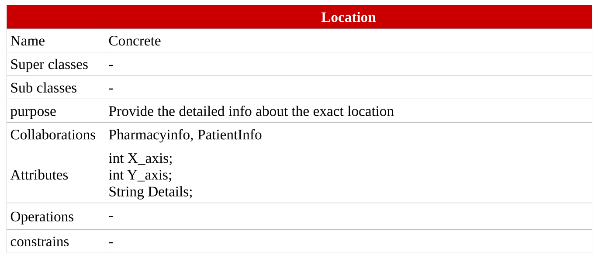 Location
Name Concrete
Super classes -
Sub classes -
purpose Provide the detailed info about the exact location
Collaborations Pharmacyinfo, PatientInfo
int X_axis;
Attributes int Y_axis;
String Details;
Operations -
constrains -